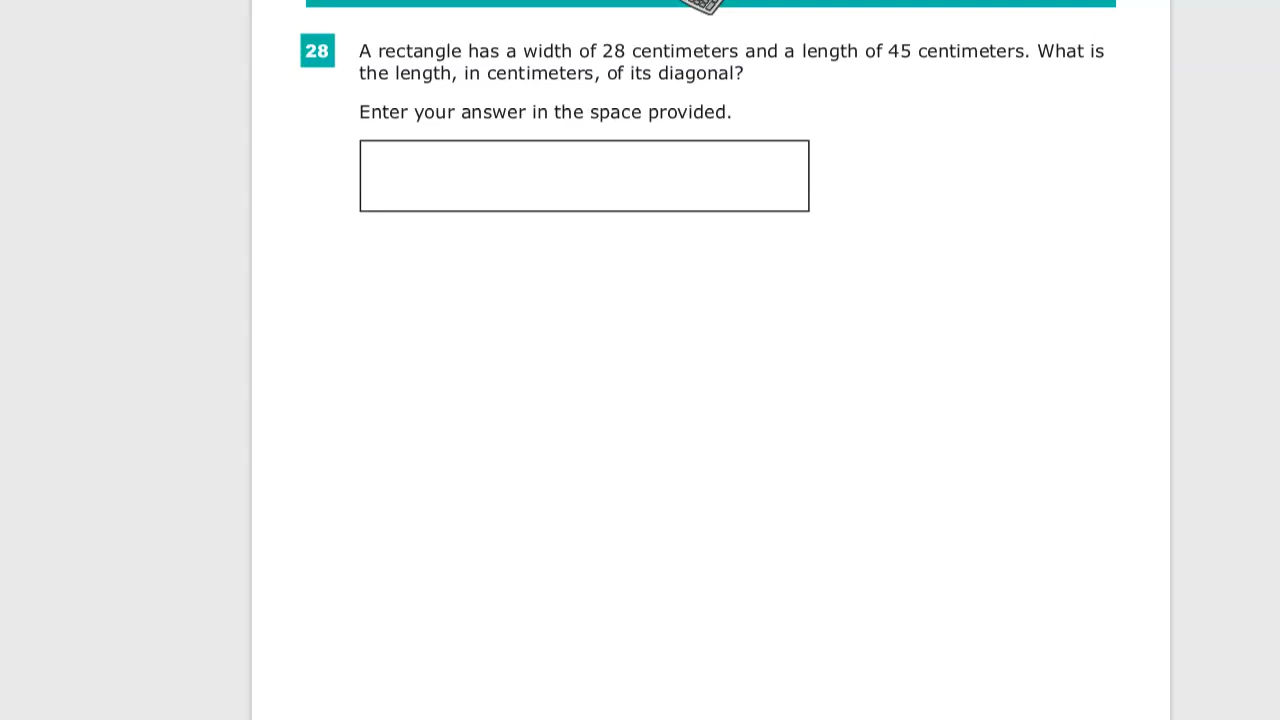 28
A rectangle has a width of 28 centimeters and a length of 45 centimeters. What is
the length, in centimeters, of its diagonal?
Enter your answer in the space provided.